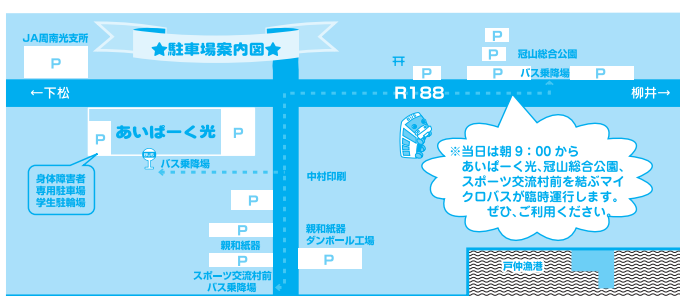 JA周南光支所
P
★駐車場案内図★
P
P
冠山総合公園
P
P
バス乗降場
P
←下松
R188
柳井→
P
あいぱーく光
P
バス乗降場
身体障害者
専用駐車場
学生駐輪場
※当日は朝9：00から
あいぱーく光、冠山総合公園、
スポーツ交流村前を結ぶマイ
クロバスが臨時運行します。
ぜひ、ご利用ください。
中村印刷
P
P
親和紙器
P
スポーツ交流村前
バス乗降場
親和紙器
ダンボール工場
P
戸仲漁港